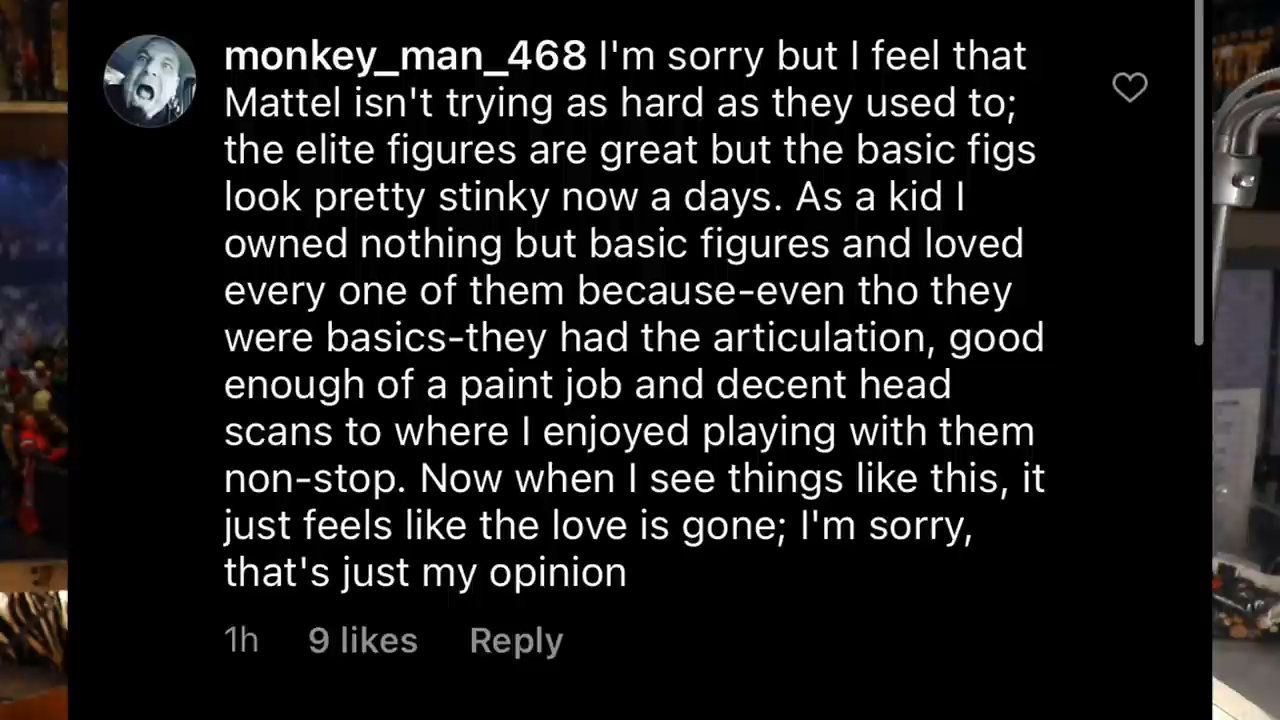 monkey_man_468 I'm sorry but I feel that
Mattel isn't trying as hard as they used to;
the elite figures are great but the basic figs
look pretty stinky now a days. As a kid I
owned nothing but basic figures and loved
every one of them because-even tho they
were basics-they had the articulation, good
enough of a paint job and decent head
scans to where I enjoyed playing with them
non-stop. Now when I see things like this, it
just feels like the love is gone; I'm sorry,
that's just my opinion
1h 9 likes Reply